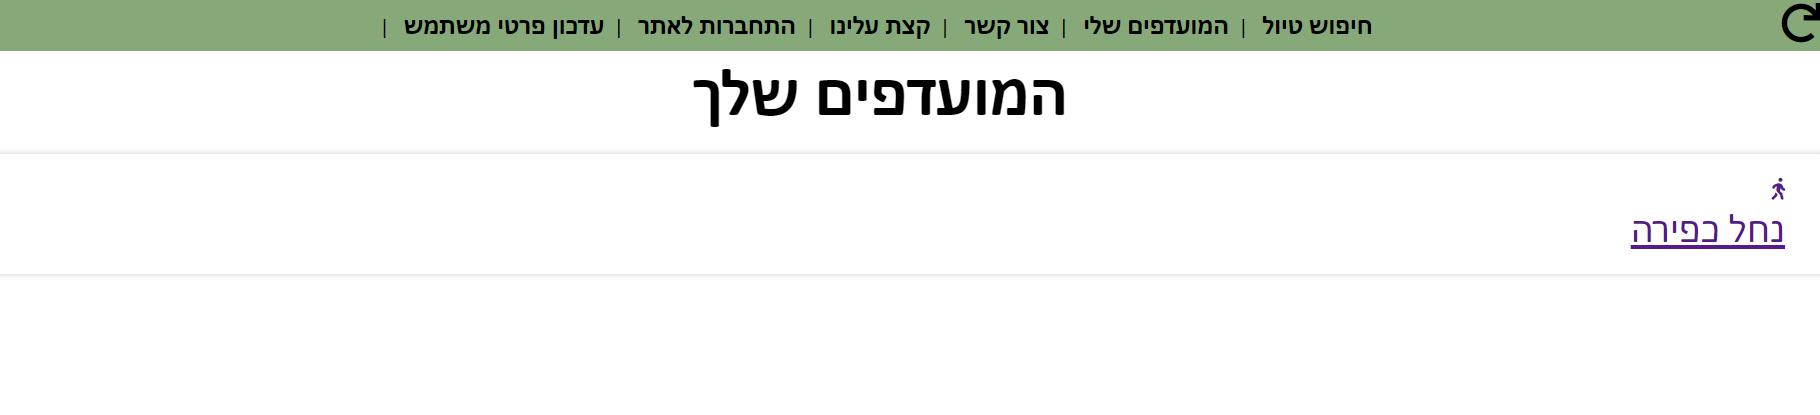 חיפוש טיול | המועדפים שלי | צור קשר | קצת עלינו | התחברות לאתר | עדכון פרטי משתמש |
המועדפים שלך
נחל כפירה